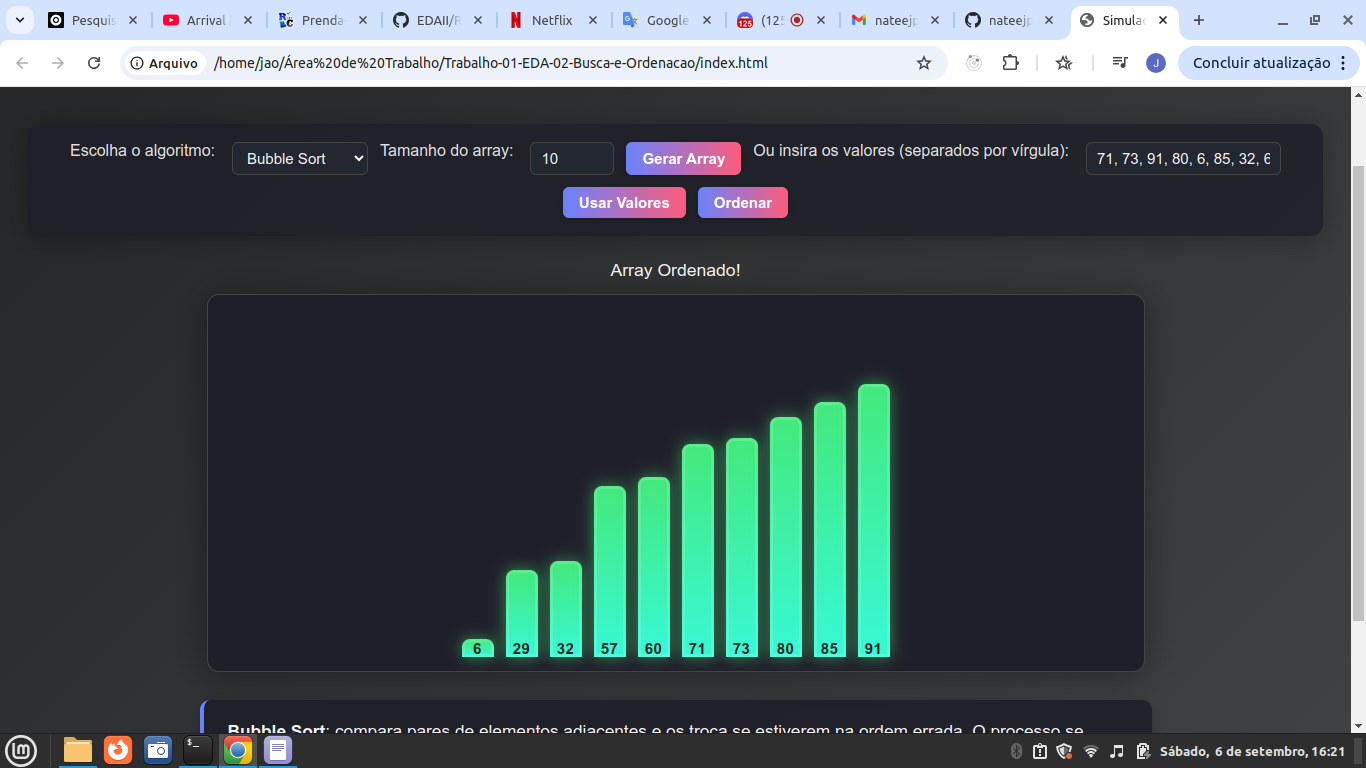 Pesquis Arrival Prenda EDAII/R Netflix Google (125 nateejp nateejp Simula
Arquivo /home/jao/Área%20de%20Trabalho/Trabalho-01-EDA-02-Busca-e-Ordenacao/index.html J Concluir atualização
Escolha o algoritmo: Bubble Sort Tamanho do array: 10 Gerar Array Ou insira os valores (separados por vírgula): 71, 73, 91, 80, 6, 85, 32, 6
Usar Valores Ordenar
Array Ordenado!
6 29 32 57 60 71 73 80 85 91
Bubble Sort: compara pares de elementos adjacentes e os troca se estiverem na ordem errada. O processo se
Sábado, 6 de setembro, 16:21